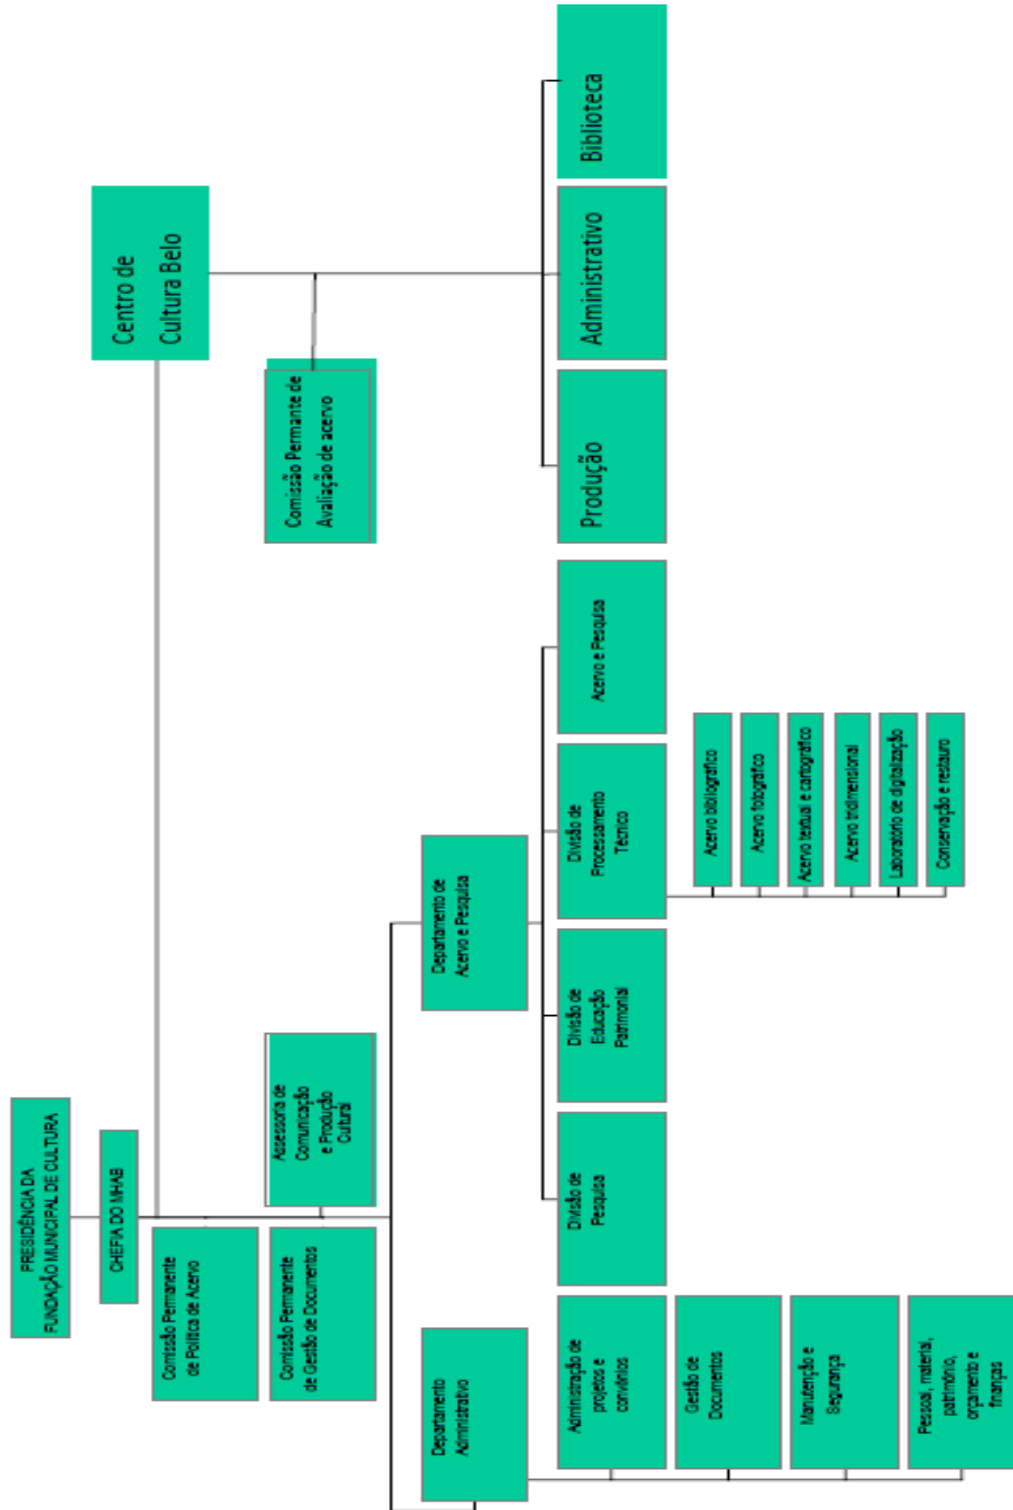 PRESIDÊNCIA DA
FUNDAÇÃO MUNICIPAL DE CULTURA
CHEFIA DO MHAB
Centro de
Cultura Belo
Comissão Permanente
de Política de Acervo
Comissão Permanente
de Gestão de Documentos
Assessoria de
Comunicação
e Produção
Cultural
Comissão Permante de
Avaliação de acervo
Departamento
Administrativo
Departamento de
Acervo e Pesquisa
Administração de
projetos e
convênios
Gestão de
Documentos
Manutenção e
Segurança
Pessoal, material,
patrimônio,
orçamento e
finanças
Divisão de
Pesquisa
Divisão de
Educação
Patrimonial
Divisão de
Processamento
Técnico
Acervo e Pesquisa
Acervo bibliográfico
Acervo fotográfico
Acervo textual e cartográfico
Acervo tridimensional
Laboratório de digitalização
Conservação e restauro
Produção
Administrativo
Biblioteca